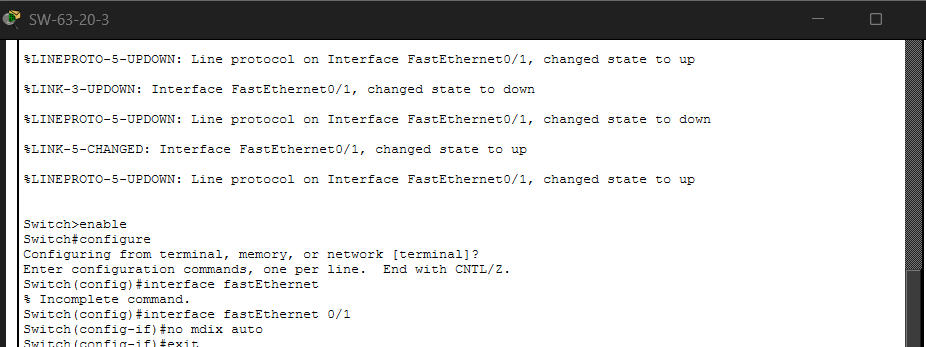 SW-63-20-3
%LINEPROTO-5-UPDOWN: Line protocol on Interface FastEthernet0/1, changed state to up
%LINK-3-UPDOWN: Interface FastEthernet0/1, changed state to down
%LINEPROTO-5-UPDOWN: Line protocol on Interface FastEthernet0/1, changed state to down
%LINK-5-CHANGED: Interface FastEthernet0/1, changed state to up
%LINEPROTO-5-UPDOWN: Line protocol on Interface FastEthernet0/1, changed state to up
Switch>enable
Switch#configure
Configuring from terminal, memory, or network [terminal]?
Enter configuration commands, one per line.  End with CNTL/Z.
Switch(config)#interface fastEthernet
% Incomplete command.
Switch(config)#interface fastEthernet 0/1
Switch(config-if)#no mdix auto
Switch(config-if)#exit